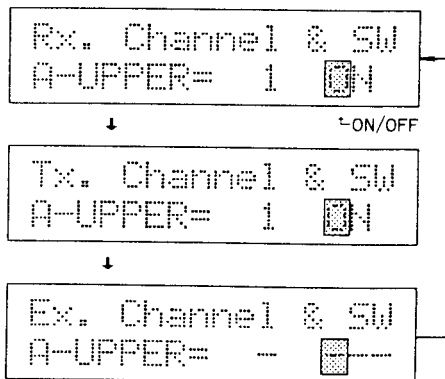 Rx. Channel & SW
A-UPPER= 1 ON
ON/OFF
Tx. Channel & SW
A-UPPER= 1 ON
Ex. Channel & SW
A-UPPER= - ----